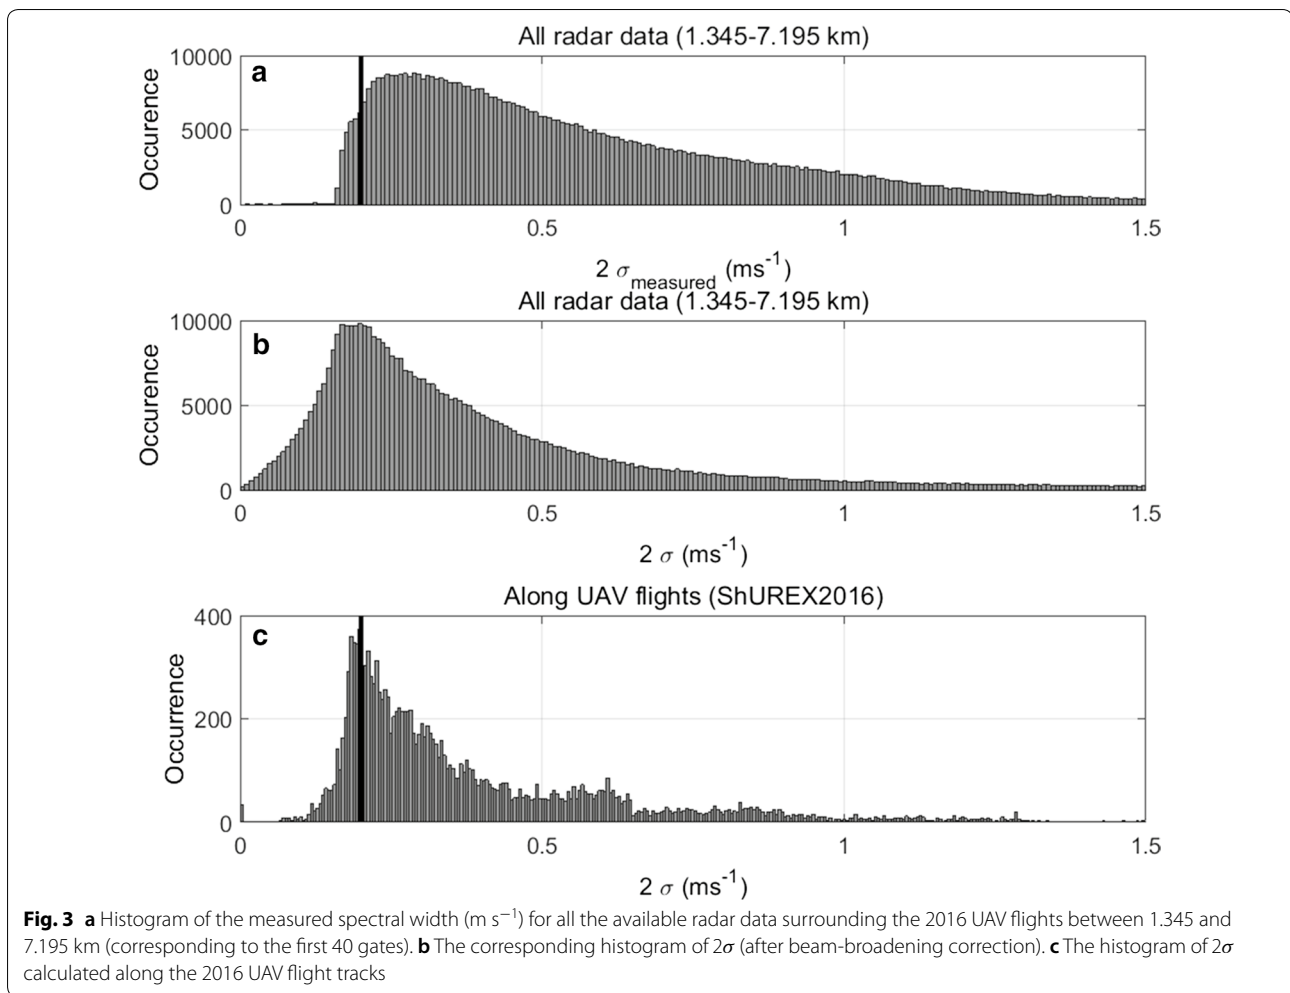 All radar data (1.345-7.195 km)
a
Occurence
10000
5000
0
0 0.5 1 1.5
2 σmeasured (ms-1)
All radar data (1.345-7.195 km)
b
Occurence
10000
5000
0
0 0.5 1 1.5
2 σ (ms-1)
Along UAV flights (ShUREX2016)
c
Occurrence
400
200
0
0 0.5 1 1.5
2 σ (ms-1)
Fig. 3 a Histogram of the measured spectral width (m s−1) for all the available radar data surrounding the 2016 UAV flights between 1.345 and
7.195 km (corresponding to the first 40 gates). b The corresponding histogram of 2σ (after beam-broadening correction). c The histogram of 2σ
calculated along the 2016 UAV flight tracks